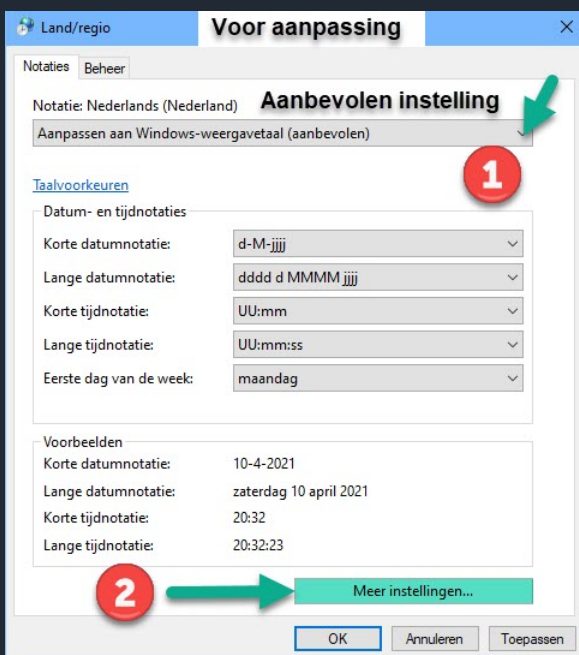 Land/regio
Voor aanpassing
Notaties Beheer
Notatie: Nederlands (Nederland) Aanbevolen instelling
Aanpassen aan Windows-weergavetaal (aanbevolen)
1
Taalvoorkeuren
Datum- en tijdnotaties
Korte datumnotatie: d-M-jjjj
Lange datumnotatie: dddd d MMMM jjjj
Korte tijdnotatie: UU:mm
Lange tijdnotatie: UU:mm:ss
Eerste dag van de week: maandag
Voorbeelden
Korte datumnotatie: 10-4-2021
Lange datumnotatie: zaterdag 10 april 2021
Korte tijdnotatie: 20:32
Lange tijdnotatie: 20:32:23
2 Meer instellingen...
OK Annuleren Toepassen